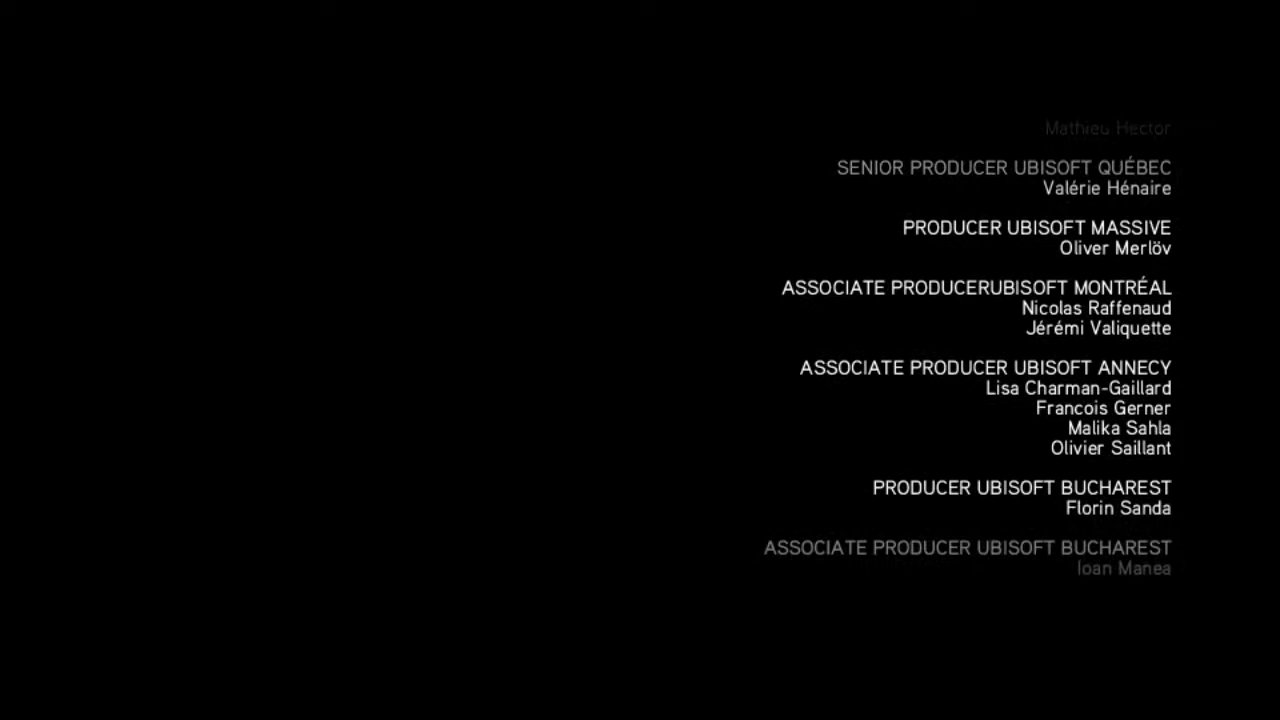 Mathieu Hector
SENIOR PRODUCER UBISOFT QUÉBEC
Valérie Hénaire
PRODUCER UBISOFT MASSIVE
Oliver Merlöv
ASSOCIATE PRODUCERUBISOFT MONTRÉAL
Nicolas Raffenaud
Jérémi Valiquette
ASSOCIATE PRODUCER UBISOFT ANNECY
Lisa Charman-Gaillard
Francois Gerner
Malika Sahla
Olivier Saillant
PRODUCER UBISOFT BUCHAREST
Florin Sanda
ASSOCIATE PRODUCER UBISOFT BUCHAREST
Ioan Manea